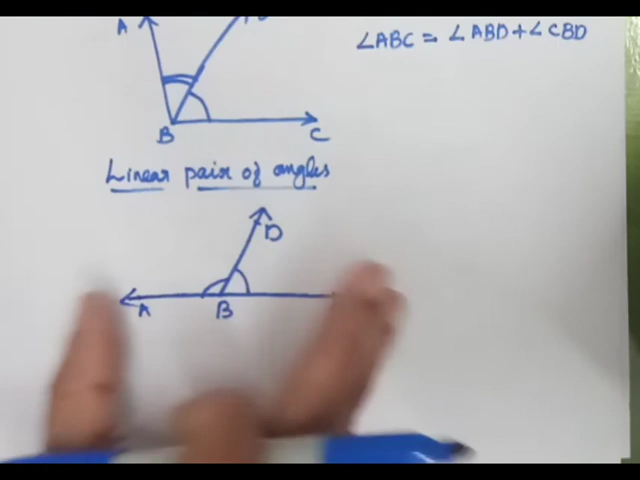 A
∠ABC = ∠ABD+∠CBD
B
C
Linear pair of angles
D
A
B